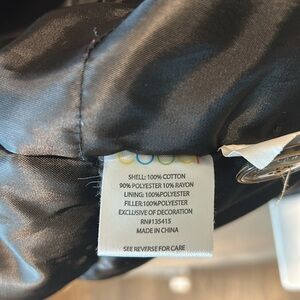 SHELL: 100% COTTON
90% POLYESTER 10% RAYON
LINING: 100%POLYESTER
FILLER:100%POLYESTER
EXCLUSIVE OF DECORATION
RN#135415
MADE IN CHINA
SEE REVERSE FOR CARE